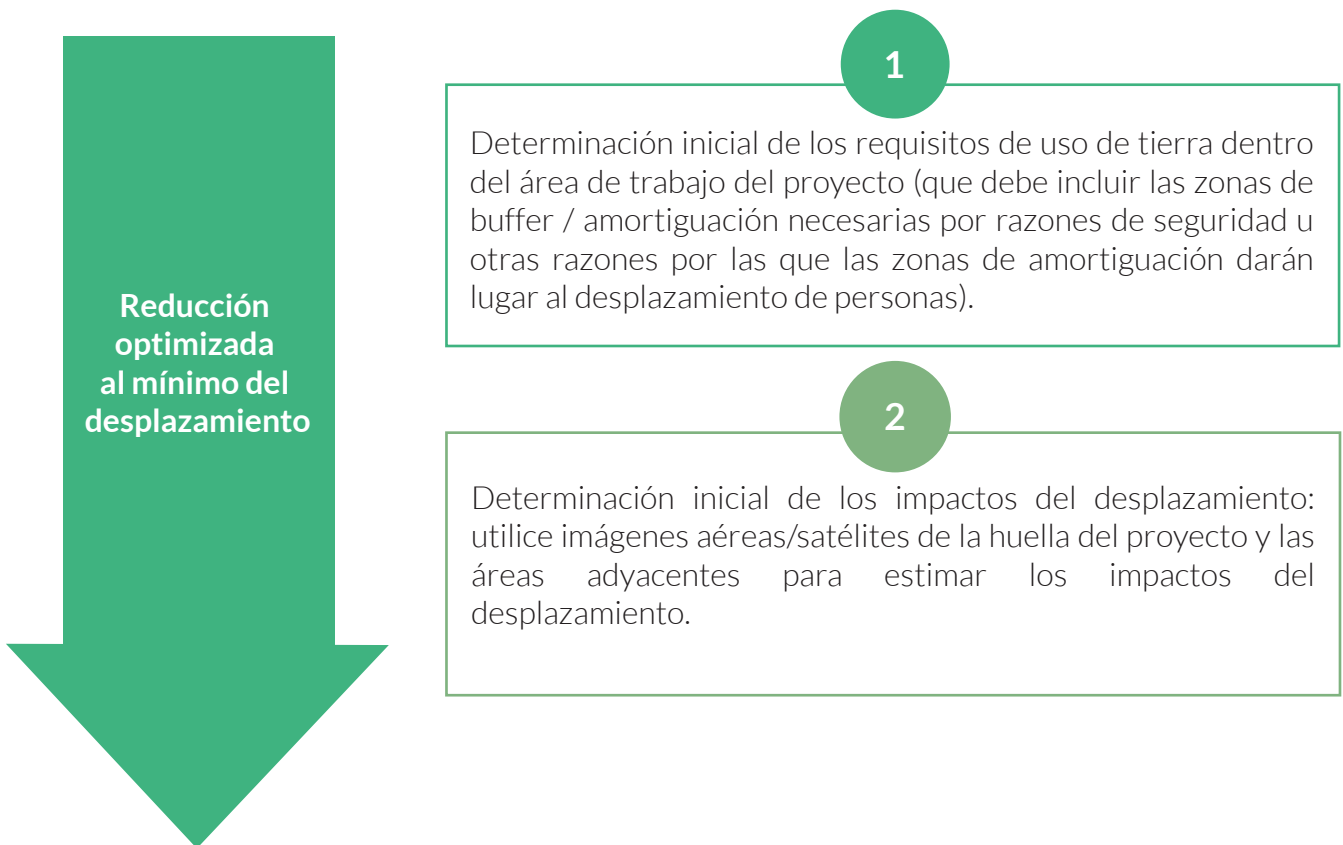 Reducción
optimizada
al mínimo del
desplazamiento
1
Determinación inicial de los requisitos de uso de tierra dentro
del área de trabajo del proyecto (que debe incluir las zonas de
buffer / amortiguación necesarias por razones de seguridad u
otras razones por las que las zonas de amortiguación darán
lugar al desplazamiento de personas).
2
Determinación inicial de los impactos del desplazamiento:
utilice imágenes aéreas/satélites de la huella del proyecto y las
áreas adyacentes para estimar los impactos del
desplazamiento.